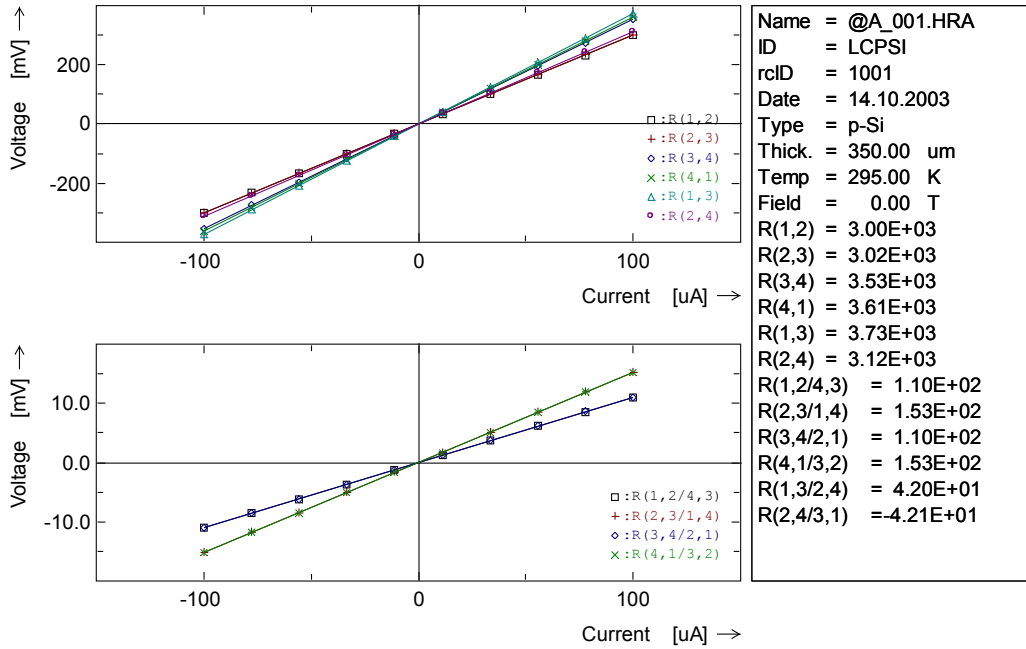 Voltage [mV] →
200
0
-200
-100
0
100
Current [uA] →
□ :R(1,2)
+ :R(2,3)
◇ :R(3,4)
× :R(4,1)
△ :R(1,3)
o :R(2,4)
Voltage [mV] →
10.0
0.0
-10.0
-100
0
100
Current [uA] →
□ :R(1,2/4,3)
+ :R(2,3/1,4)
◇ :R(3,4/2,1)
× :R(4,1/3,2)
Name = @A_001.HRA
ID = LCPSI
rcID = 1001
Date = 14.10.2003
Type = p-Si
Thick. = 350.00 um
Temp = 295.00 K
Field = 0.00 T
R(1,2) = 3.00E+03
R(2,3) = 3.02E+03
R(3,4) = 3.53E+03
R(4,1) = 3.61E+03
R(1,3) = 3.73E+03
R(2,4) = 3.12E+03
R(1,2/4,3) = 1.10E+02
R(2,3/1,4) = 1.53E+02
R(3,4/2,1) = 1.10E+02
R(4,1/3,2) = 1.53E+02
R(1,3/2,4) = 4.20E+01
R(2,4/3,1) =-4.21E+01